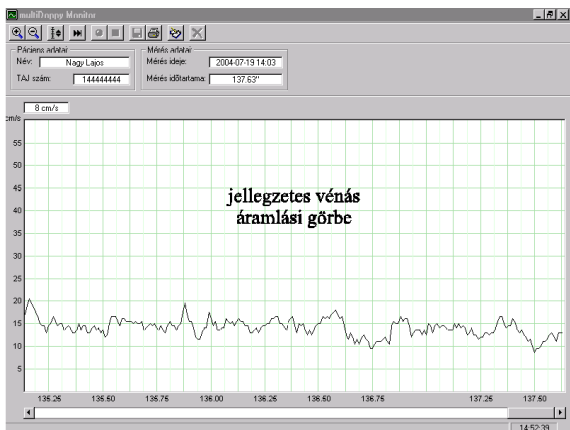 multiDoppy Monitor
Páciens adatai:
Név: Nagy Lajos
TAJ szám: 144444444
Mérés adatai:
Mérés ideje: 2004-07-19 14:03
Mérés időtartama: 137.63"
8 cm/s
cm/s
jellegzetes vénás
áramlási görbe
55
50
45
40
35
30
25
20
15
10
5
135.25 135.50 135.75 136.00 136.25 136.50 136.75 137.25 137.50
14:52:39